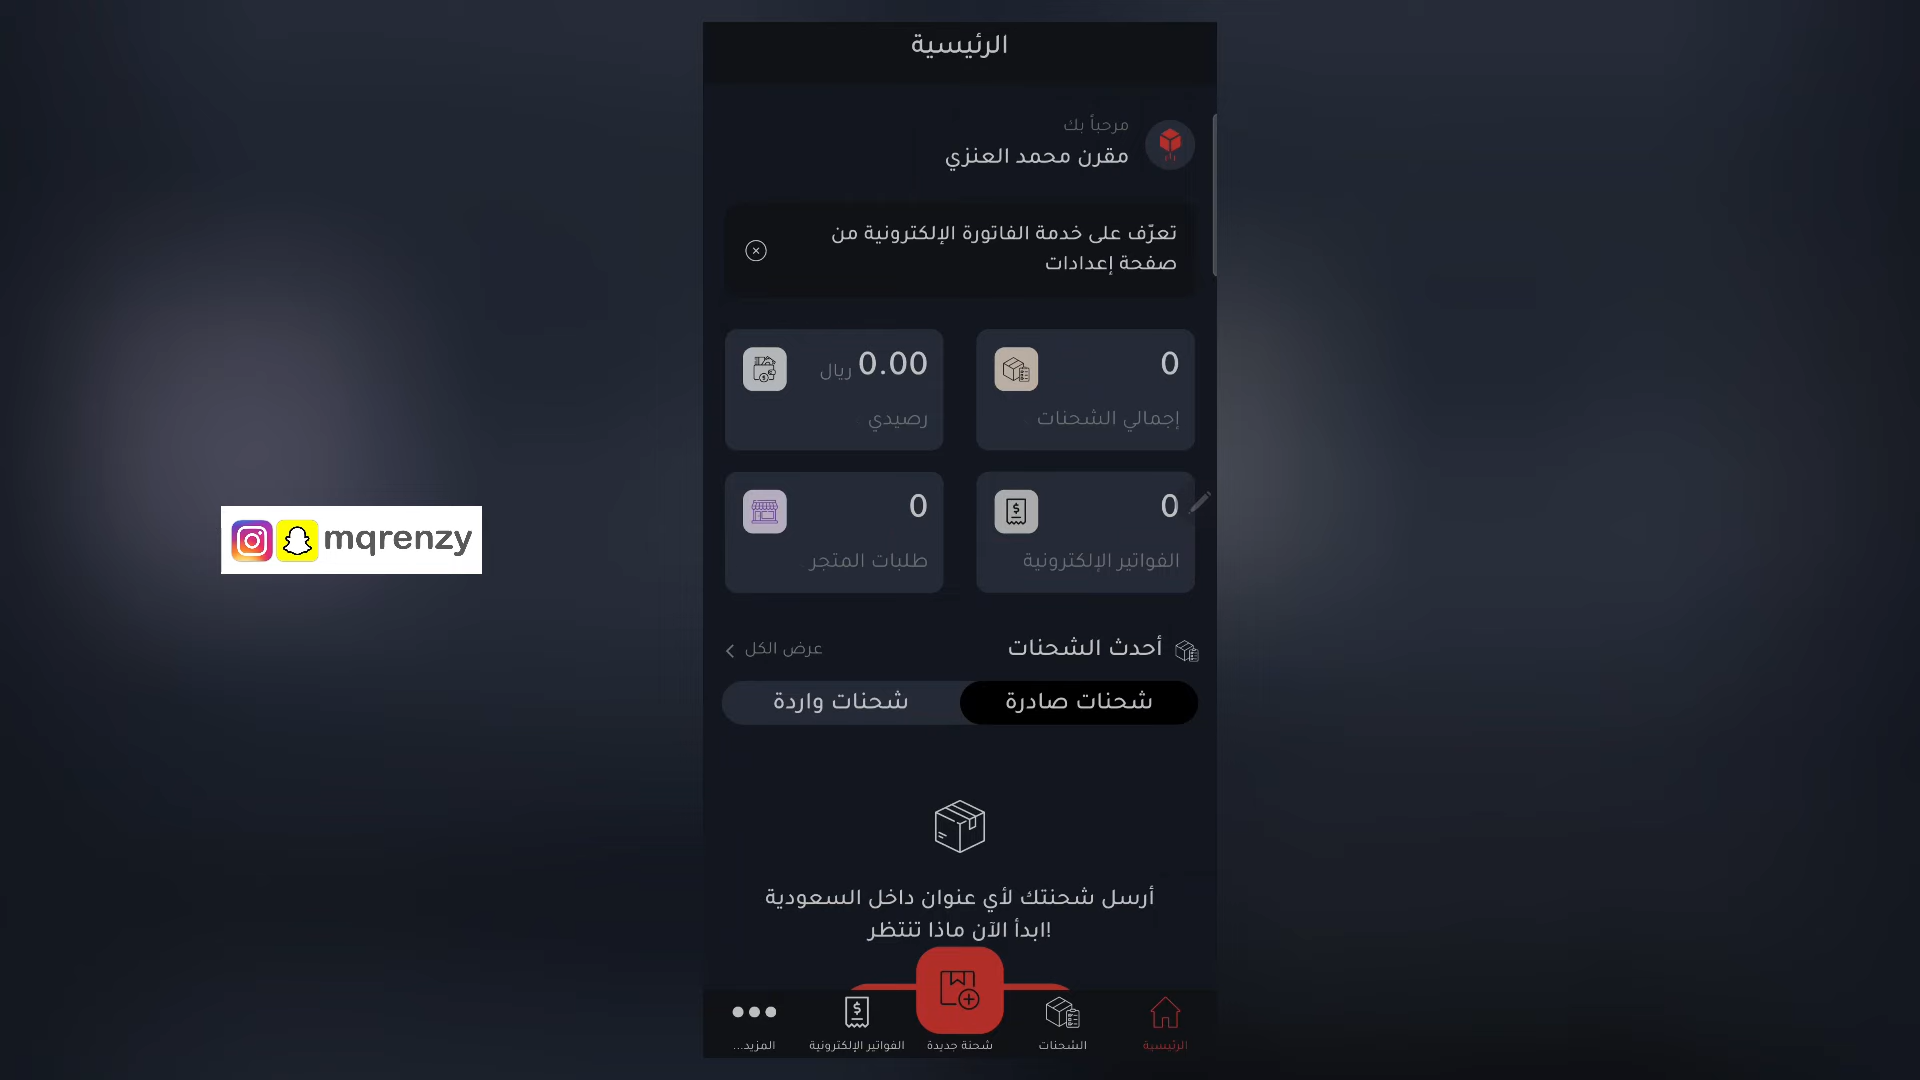 الرئيسية
مرحباً بك
مقرن محمد العنزي
تعرّف على خدمة الفاتورة الإلكترونية من
صفحة إعدادات
0
إجمالي الشحنات
0.00 ريال
رصيدي
0
الفواتير الإلكترونية
0
طلبات المتجر
mqrenzy
أحدث الشحنات
عرض الكل
شحنات صادرة
شحنات واردة
أرسل شحنتك لأي عنوان داخل السعودية
ابدأ الآن ماذا تنتظر!
الرئيسية
الشحنات
شحنة جديدة
الفواتير الإلكترونية
المزيد...